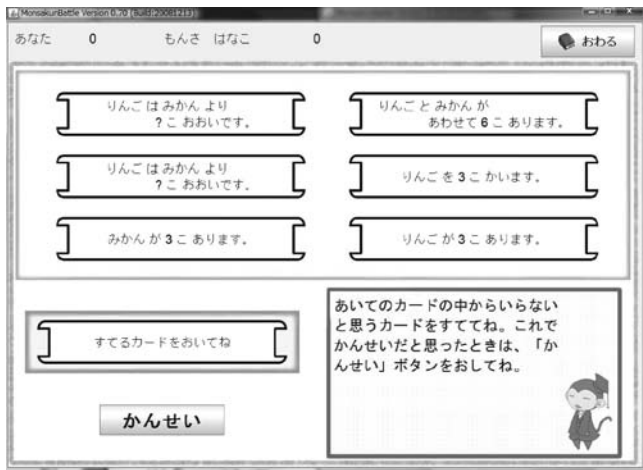 MonsakunBattle Version 0.70 (Build:20081213)
あなた 0 もんさ はなこ 0
おわる
りんご は みかん より
? こ おおいです。
りんご と みかん が
あわせて 6 こ あります。
りんご は みかん より
? こ おおいです。
りんご を 3 こ かいます。
みかん が 3 こ あります。
りんご が 3 こ あります。
すてるカードをおいてね
かんせい
あいてのカードの中からいらない
と思うカードをすててね。これで
かんせいだと思ったときは、「か
んせい」ボタンをおしてね。